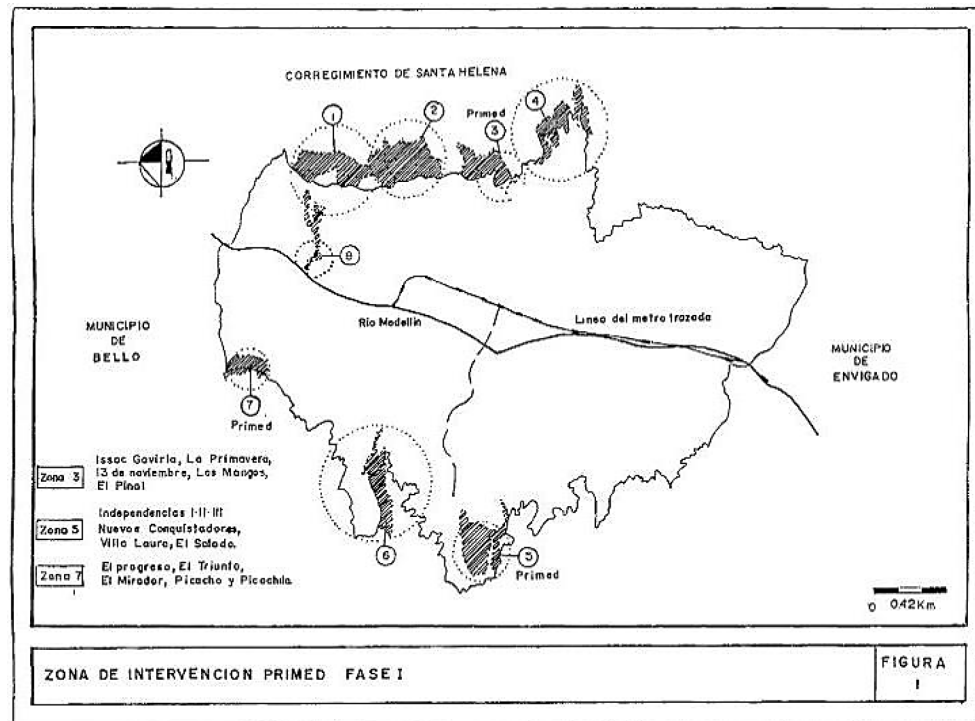 CORREGIMIENTO DE SANTA HELENA
1
2
Primed
3
4
9
Río Medellín
Linea del metro trazada
MUNICIPIO
DE
BELLO
MUNICIPIO
DE ENVIGADO
7
Primed
6
5
Primed
Zona 3
Issac Gaviria, La Primavera,
13 de noviembre, Los Mangos,
El Pinal
Zona 5
Independencias I-II-III
Nuevos Conquistadores,
Villa Laura, El Salado.
Zona 7
El progreso, El Triunfo,
El Mirador, Picacho y Picachito.
0 0.42 Km
ZONA DE INTERVENCION PRIMED FASE I
FIGURA
1